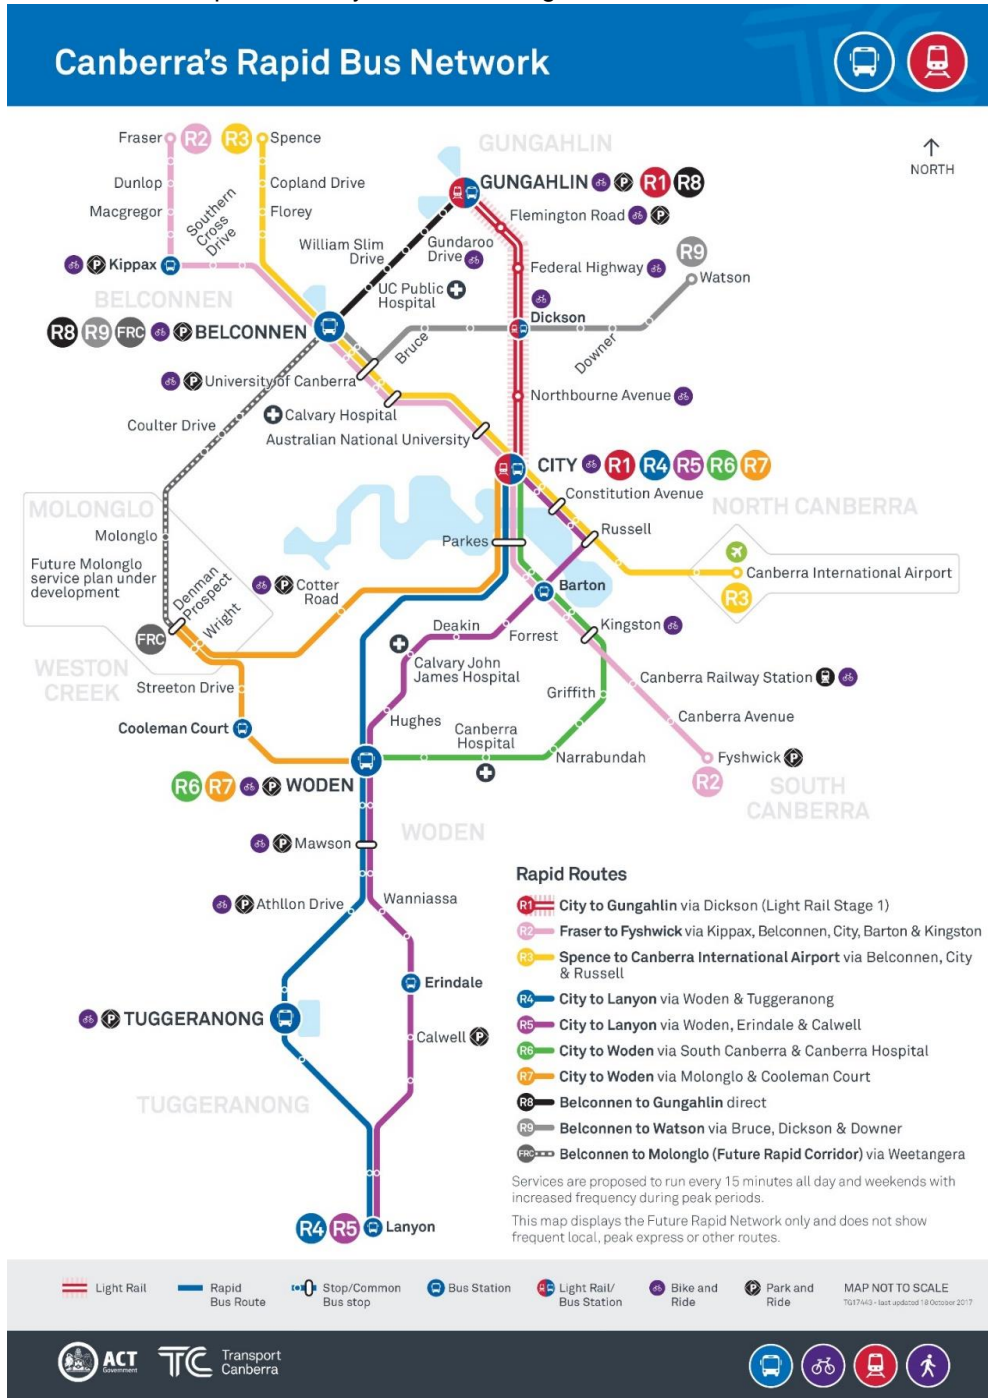 Canberra's Rapid Bus Network
NORTH
GUNGAHLIN
Fraser R2 R3 Spence
Dunlop
Copland Drive
Macgregor
Southern
Cross
Drive
Florey
Kippax
BELCONNEN
GUNGAHLIN P R1 R8
Flemington Road P
William Slim
Drive
Gundaroo
Drive
Federal Highway
R9
Watson
UC Public
Hospital
R8 R9 FRC P BELCONNEN
Dickson
Bruce
Downer
P University of Canberra
Northbourne Avenue
Calvary Hospital
Coulter Drive
Australian National University
CITY R1 R4 R5 R6 R7
Constitution Avenue
NORTH CANBERRA
MOLONGLO
Molonglo
Russell
Parkes
Future Molonglo
service plan under
development
Canberra International Airport
R3
Denman
Prospect
Wright
P Cotter
Road
Barton
FRC
Deakin
Forrest
Kingston
WESTON
CREEK
Calvary John
James Hospital
Streeton Drive
Canberra Railway Station
Griffith
Hughes
Canberra Avenue
Cooleman Court
Canberra
Hospital
Narrabundah
Fyshwick P
R2
R6 R7 P WODEN
SOUTH
CANBERRA
WODEN
P Mawson
P Athllon Drive
Wanniassa
Erindale
P TUGGERANONG
Calwell P
TUGGERANONG
R4 R5 Lanyon
Rapid Routes
R1 City to Gungahlin via Dickson (Light Rail Stage 1)
R2 Fraser to Fyshwick via Kippax, Belconnen, City, Barton & Kingston
R3 Spence to Canberra International Airport via Belconnen, City
& Russell
R4 City to Lanyon via Woden & Tuggeranong
R5 City to Lanyon via Woden, Erindale & Calwell
R6 City to Woden via South Canberra & Canberra Hospital
R7 City to Woden via Molonglo & Cooleman Court
R8 Belconnen to Gungahlin direct
R9 Belconnen to Watson via Bruce, Dickson & Downer
FRC Belconnen to Molonglo (Future Rapid Corridor) via Weetangera
Services are proposed to run every 15 minutes all day and weekends with
increased frequency during peak periods.
This map displays the Future Rapid Network only and does not show
frequent local, peak express or other routes.
Light Rail
Rapid
Bus Route
Stop/Common
Bus stop
Bus Station
Light Rail/
Bus Station
Bike and
Ride
P Park and
Ride
MAP NOT TO SCALE
TG17443 - last updated 18 October 2017
ACT
Government
TC Transport
Canberra